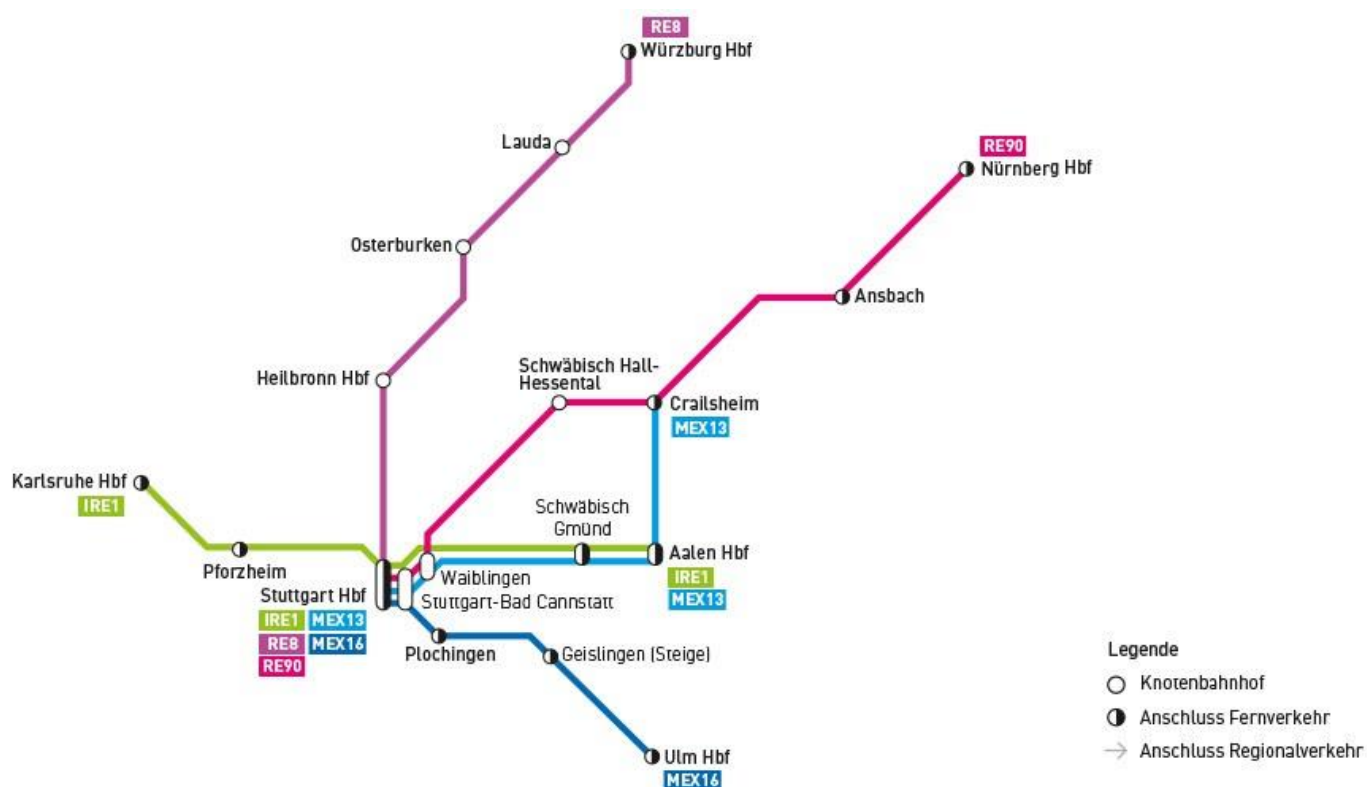 RE8
Würzburg Hbf
Lauda
RE90
Nürnberg Hbf
Osterburken
Ansbach
Heilbronn Hbf
Schwäbisch Hall-
Hessental
Crailsheim
MEX13
Karlsruhe Hbf
IRE1
Schwäbisch
Gmünd
Aalen Hbf
IRE1
MEX13
Pforzheim
Waiblingen
Stuttgart Hbf
Stuttgart-Bad Cannstatt
IRE1 MEX13
RE8 MEX16
RE90
Plochingen
Geislingen (Steige)
Ulm Hbf
MEX16
Legende
Knotenbahnhof
Anschluss Fernverkehr
Anschluss Regionalverkehr